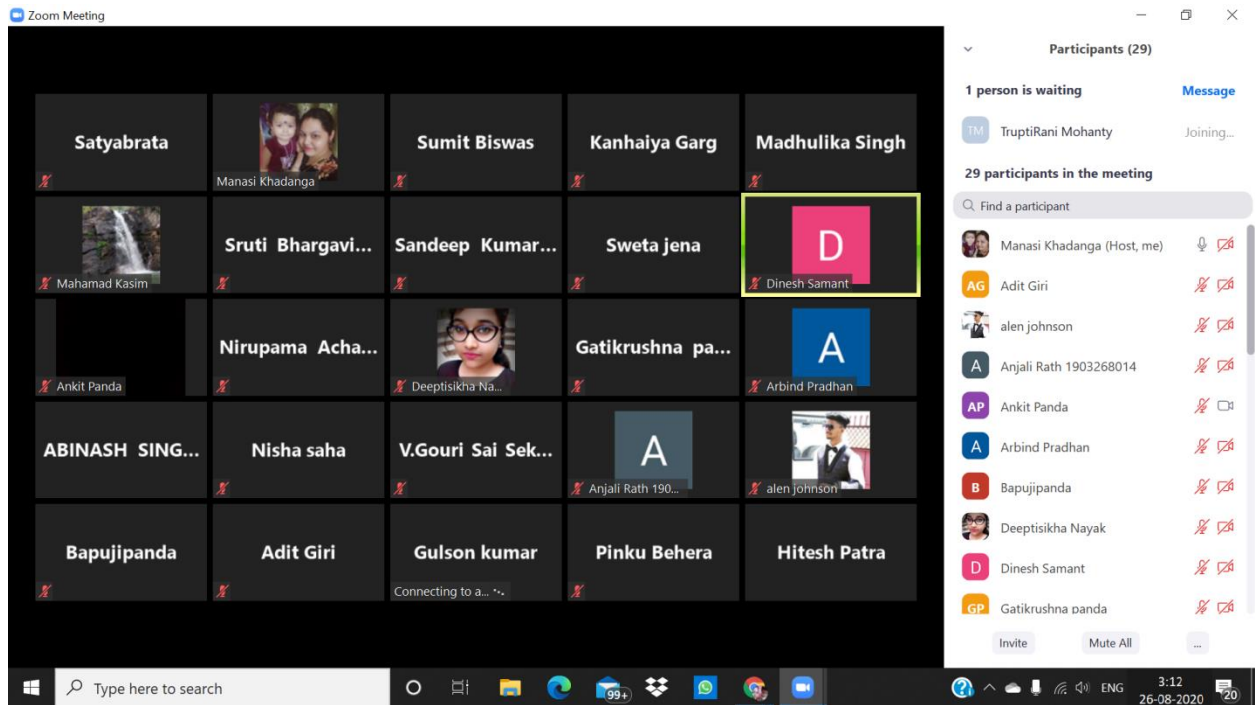 Zoom Meeting
Satyabrata
Manasi Khadanga
Sumit Biswas
Kanhaiya Garg
Madhulika Singh
Mahamad Kasim
Sruti Bhargavi...
Sandeep Kumar...
Sweta jena
D
Dinesh Samant
Ankit Panda
Nirupama Acha...
Deeptisikha Na...
Gatikrushna pa...
A
Arbind Pradhan
ABINASH SING...
Nisha saha
V.Gouri Sai Sek...
A
Anjali Rath 190...
alen johnson
Bapujipanda
Adit Giri
Gulson kumar
Connecting to a...
Pinku Behera
Hitesh Patra
Participants (29)
1 person is waiting Message
TM TruptiRani Mohanty Joining...
29 participants in the meeting
Find a participant
Manasi Khadanga (Host, me)
AG Adit Giri
alen johnson
A Anjali Rath 1903268014
AP Ankit Panda
A Arbind Pradhan
B Bapujipanda
Deeptisikha Nayak
D Dinesh Samant
GP Gatikrushna panda
Invite Mute All ...
Type here to search
99+
ENG
3:12
26-08-2020
20